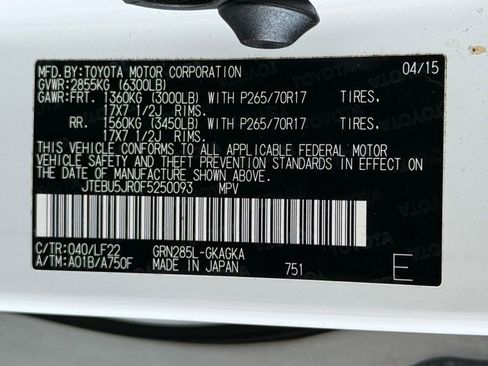 MFD.BY:TOYOTA MOTOR CORPORATION 04/15
GVWR:2855KG (6300LB)
GAWR:FRT. 1360KG (3000LB) WITH P265/70R17 TIRES,
17X7 1/2J RIMS.
RR. 1560KG (3450LB) WITH P265/70R17 TIRES,
17X7 1/2J RIMS.
THIS VEHICLE CONFORMS TO ALL APPLICABLE FEDERAL MOTOR
VEHICLE SAFETY AND THEFT PREVENTION STANDARDS IN EFFECT
ON THE DATE OF MANUFACTURE SHOWN ABOVE.
JTEBU5JR0F5250093 MPV
C/TR:040/LF22 GRN285L-GKAGKA
A/TM:A01B/A750F MADE IN JAPAN 751 E